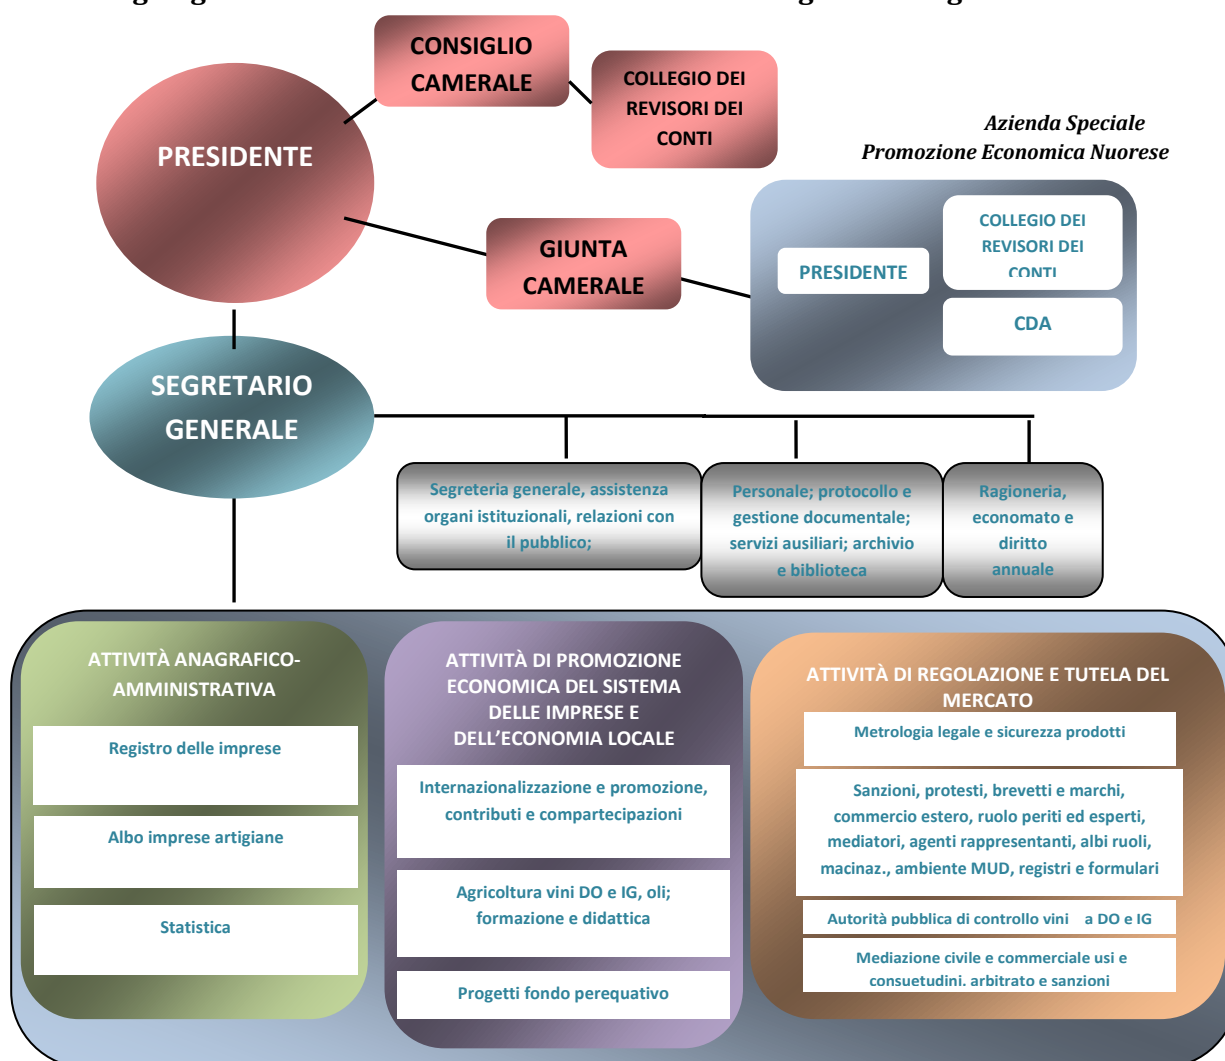 CONSIGLIO
CAMERALE
COLLEGIO DEI
REVISORI DEI
CONTI
PRESIDENTE
Azienda Speciale
Promozione Economica Nuorese
GIUNTA
CAMERALE
PRESIDENTE
COLLEGIO DEI
REVISORI DEI
CONTI
CDA
SEGRETARIO
GENERALE
Segreteria generale, assistenza
organi istituzionali, relazioni con
il pubblico;
Personale; protocollo e
gestione documentale;
servizi ausiliari; archivio
e biblioteca
Ragioneria,
economato e
diritto
annuale
ATTIVITÀ ANAGRAFICO-
AMMINISTRATIVA
Registro delle imprese
Albo imprese artigiane
Statistica
ATTIVITÀ DI PROMOZIONE
ECONOMICA DEL SISTEMA
DELLE IMPRESE E
DELL’ECONOMIA LOCALE
Internazionalizzazione e promozione,
contributi e compartecipazioni
Agricoltura vini DO e IG, oli;
formazione e didattica
Progetti fondo perequativo
ATTIVITÀ DI REGOLAZIONE E TUTELA DEL
MERCATO
Metrologia legale e sicurezza prodotti
Sanzioni, protesti, brevetti e marchi,
commercio estero, ruolo periti ed esperti,
mediatori, agenti rappresentanti, albi ruoli,
macinaz., ambiente MUD, registri e formulari
Autorità pubblica di controllo vini a DO e IG
Mediazione civile e commerciale usi e
consuetudini. arbitrato e sanzioni